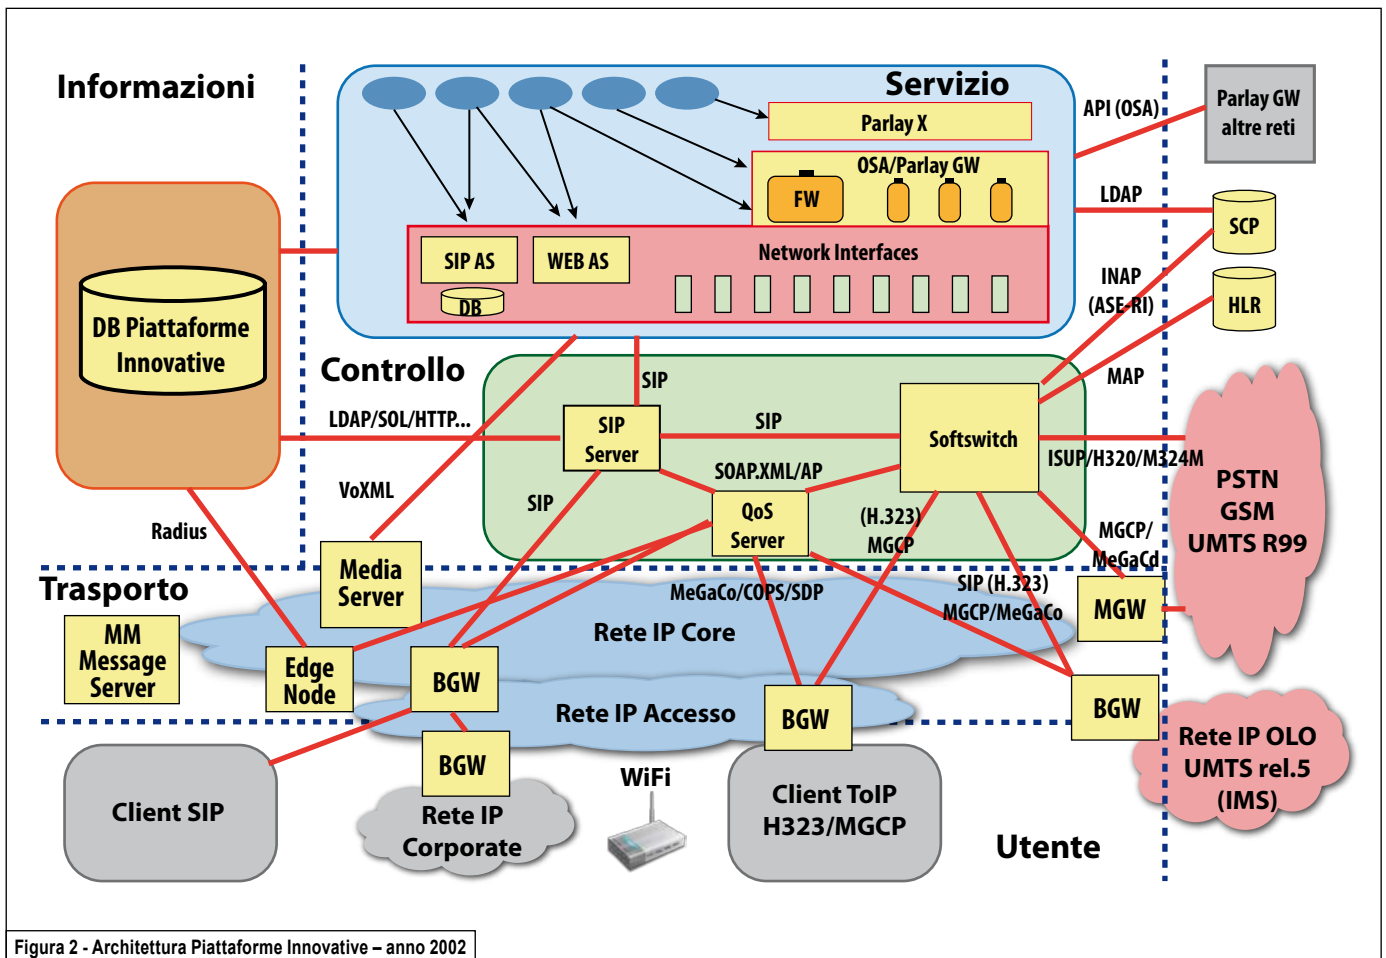 Informazioni
Servizio
Parlay X
OSA/Parlay GW
FW
SIP AS
WEB AS
DB
Network Interfaces
API (OSA)
Parlay GW
altre reti
LDAP
SCP
INAP
(ASE-RI)
HLR
MAP
DB Piattaforme
Innovative
Controllo
LDAP/SOL/HTTP...
SIP
SIP
Server
SIP
Softswitch
SOAP.XML/AP
ISUP/H320/M324M
VoXML
SIP
QoS
Server
(H.323)
MGCP
MGCP/
MeGaCd
PSTN
GSM
UMTS R99
Radius
Trasporto
Media
Server
MeGaCo/COPS/SDP
SIP (H.323)
MGCP/MeGaCo
MGW
MM
Message
Server
Rete IP Core
Edge
Node
BGW
Rete IP Accesso
BGW
BGW
Rete IP OLO
UMTS rel.5
(IMS)
BGW
Client SIP
Rete IP
Corporate
WiFi
Client ToIP
H323/MGCP
Utente
Figura 2 - Architettura Piattaforme Innovative – anno 2002